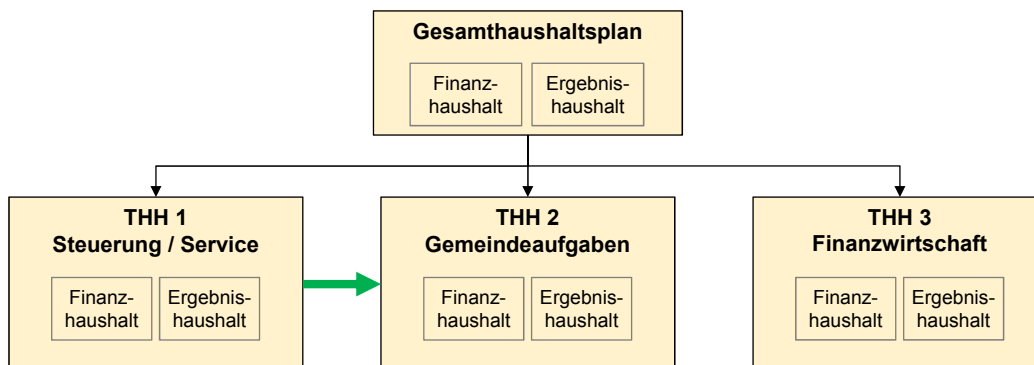 Gesamthaushaltsplan
Finanz-
haushalt
Ergebnis-
haushalt
THH 1
Steuerung / Service
Finanz-
haushalt
Ergebnis-
haushalt
THH 2
Gemeindeaufgaben
Finanz-
haushalt
Ergebnis-
haushalt
THH 3
Finanzwirtschaft
Finanz-
haushalt
Ergebnis-
haushalt